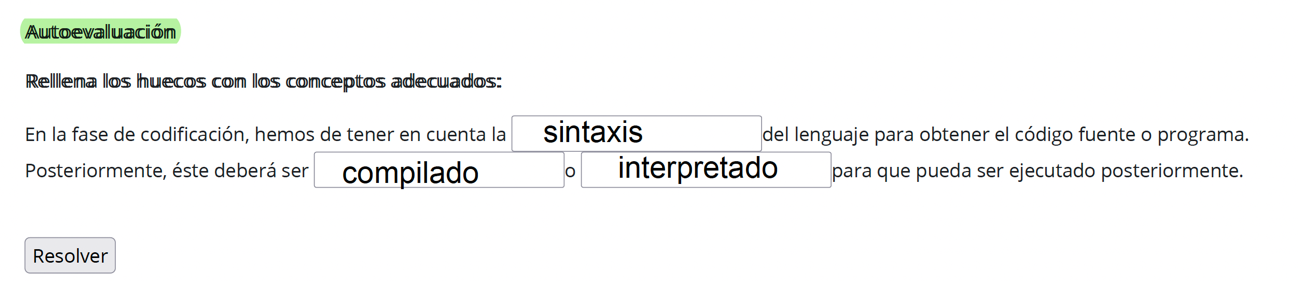 Autoevaluación
Rellena los huecos con los conceptos adecuados:
En la fase de codificación, hemos de tener en cuenta la sintaxis del lenguaje para obtener el código fuente o programa.
Posteriormente, éste deberá ser compilado o interpretado para que pueda ser ejecutado posteriormente.
Resolver